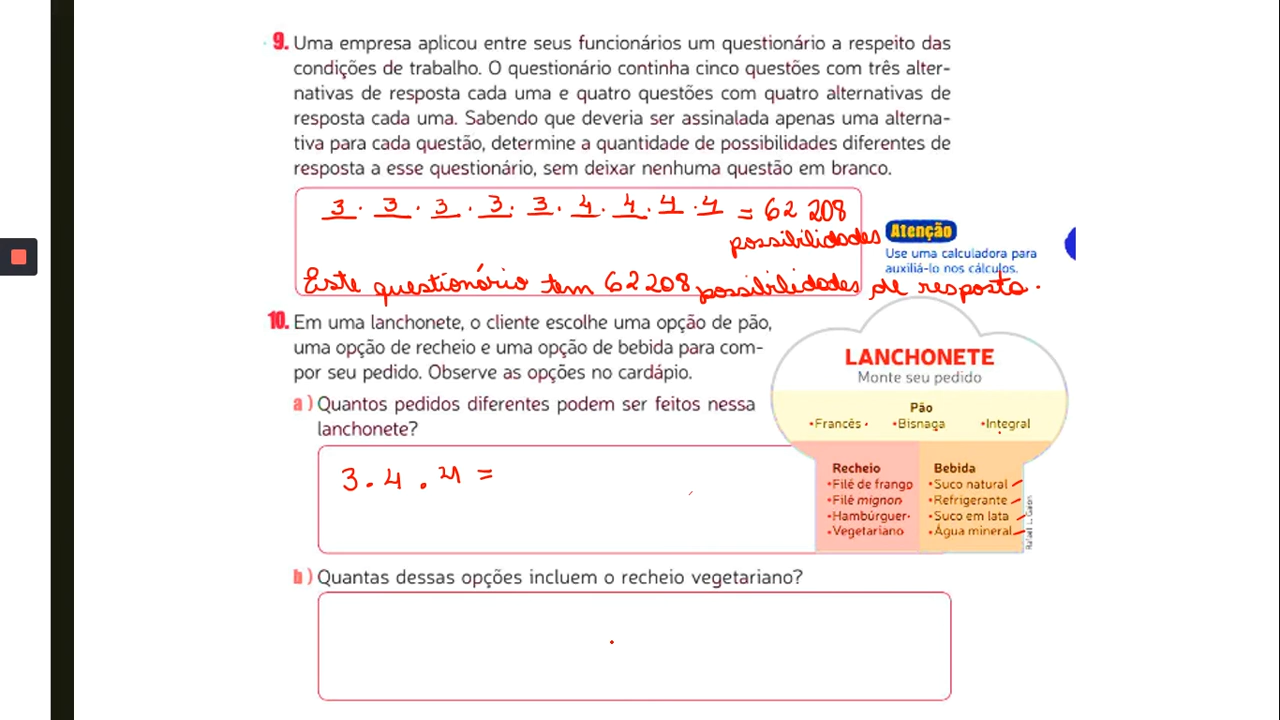 9. Uma empresa aplicou entre seus funcionários um questionário a respeito das
condições de trabalho. O questionário continha cinco questões com três alter-
nativas de resposta cada uma e quatro questões com quatro alternativas de
resposta cada uma. Sabendo que deveria ser assinalada apenas uma alterna-
tiva para cada questão, determine a quantidade de possibilidades diferentes de
resposta a esse questionário, sem deixar nenhuma questão em branco.
3 . 3 . 3 . 3 . 3 . 4 . 4 . 4 . 4 = 62 208
possibilidades
Este questionário tem 62 208 possibilidades de resposta.
Atenção
Use uma calculadora para
auxiliá-lo nos cálculos.
10. Em uma lanchonete, o cliente escolhe uma opção de pão,
uma opção de recheio e uma opção de bebida para com-
por seu pedido. Observe as opções no cardápio.
a) Quantos pedidos diferentes podem ser feitos nessa
lanchonete?
3 . 4 . 4 =
LANCHONETE
Monte seu pedido
Pão
•Francês •Bisnaga •Integral
Recheio
•Filé de frango
•Filé mignon
•Hambúrguer
•Vegetariano
Bebida
•Suco natural
•Refrigerante
•Suco em lata
•Água mineral
Rafael L. Gaion
b) Quantas dessas opções incluem o recheio vegetariano?